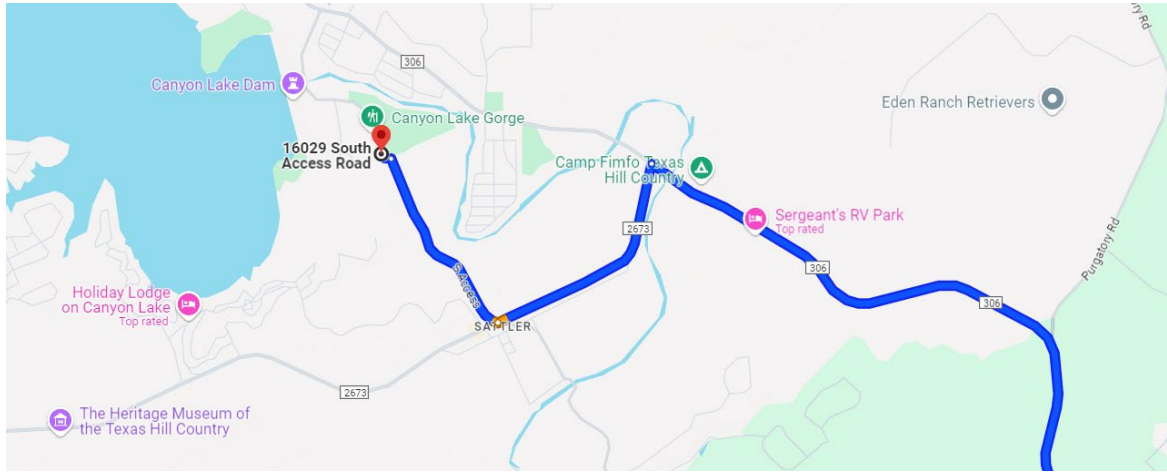 Purgatory Rd
306
Canyon Lake Dam
Eden Ranch Retrievers
Canyon Lake Gorge
16029 South
Access Road
Camp Fimfo Texas
Hill Country
Sergeant's RV Park
Top rated
2673
Purgatory Rd
306
S Access
306
Holiday Lodge
on Canyon Lake
Top rated
SATTLER
2673
The Heritage Museum of
the Texas Hill Country